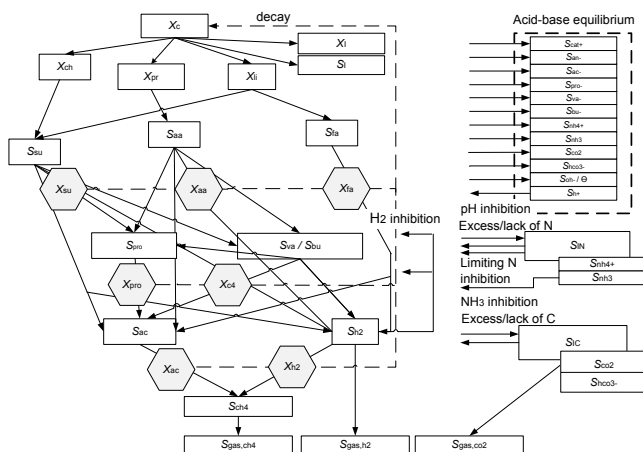 decay
Acid-base equilibrium
Xc
XI
SI
Xch
Xpr
Xli
Scat+
San-
Sac-
Spro-
Sva-
Sbu-
Snh4+
Snh3
Sco2
Shco3-
Soh- / Θ
Sh+
Ssu
Saa
Sfa
Xsu
Xaa
Xfa
H2 inhibition
pH inhibition
Excess/lack of N
SIN
Snh4+
Snh3
Limiting N
inhibition
NH3 inhibition
Excess/lack of C
SIC
Sco2
Shco3-
Spro
Sva / Sbu
Xpro
Xc4
Sac
Sh2
Xac
Xh2
Sch4
Sgas,ch4
Sgas,h2
Sgas,co2